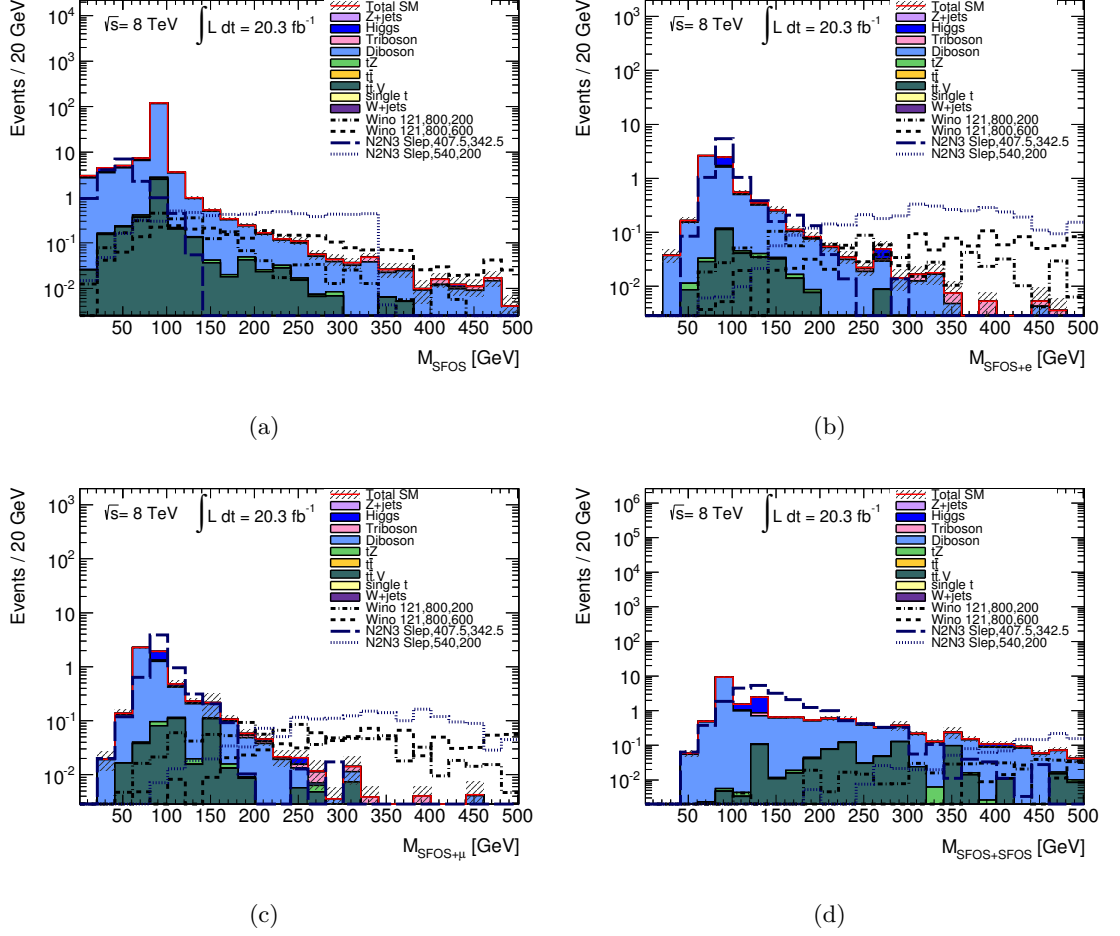 √s= 8 TeV ∫ L dt = 20.3 fb⁻¹
Total SM
Z+jets
Higgs
Triboson
Diboson
tZ
tt̄
tt̄ V
single t
W+jets
Wino 121,800,200
Wino 121,800,600
N2N3 Slep,407.5,342.5
N2N3 Slep,540,200
Events / 20 GeV
10⁴
10³
10²
10
1
10⁻¹
10⁻²
50 100 150 200 250 300 350 400 450 500
M_SFOS [GeV]
(a)
√s= 8 TeV ∫ L dt = 20.3 fb⁻¹
Total SM
Z+jets
Higgs
Triboson
Diboson
tZ
tt̄
tt̄ V
single t
W+jets
Wino 121,800,200
Wino 121,800,600
N2N3 Slep,407.5,342.5
N2N3 Slep,540,200
Events / 20 GeV
10³
10²
10
1
10⁻¹
10⁻²
50 100 150 200 250 300 350 400 450 500
M_SFOS+e [GeV]
(b)
√s= 8 TeV ∫ L dt = 20.3 fb⁻¹
Total SM
Z+jets
Higgs
Triboson
Diboson
tZ
tt̄
tt̄ V
single t
W+jets
Wino 121,800,200
Wino 121,800,600
N2N3 Slep,407.5,342.5
N2N3 Slep,540,200
Events / 20 GeV
10³
10²
10
1
10⁻¹
10⁻²
50 100 150 200 250 300 350 400 450 500
M_SFOS+μ [GeV]
(c)
√s= 8 TeV ∫ L dt = 20.3 fb⁻¹
Total SM
Z+jets
Higgs
Triboson
Diboson
tZ
tt̄
tt̄ V
single t
W+jets
Wino 121,800,200
Wino 121,800,600
N2N3 Slep,407.5,342.5
N2N3 Slep,540,200
Events / 20 GeV
10⁶
10⁵
10⁴
10³
10²
10
1
10⁻¹
10⁻²
50 100 150 200 250 300 350 400 450 500
M_SFOS+SFOS [GeV]
(d)